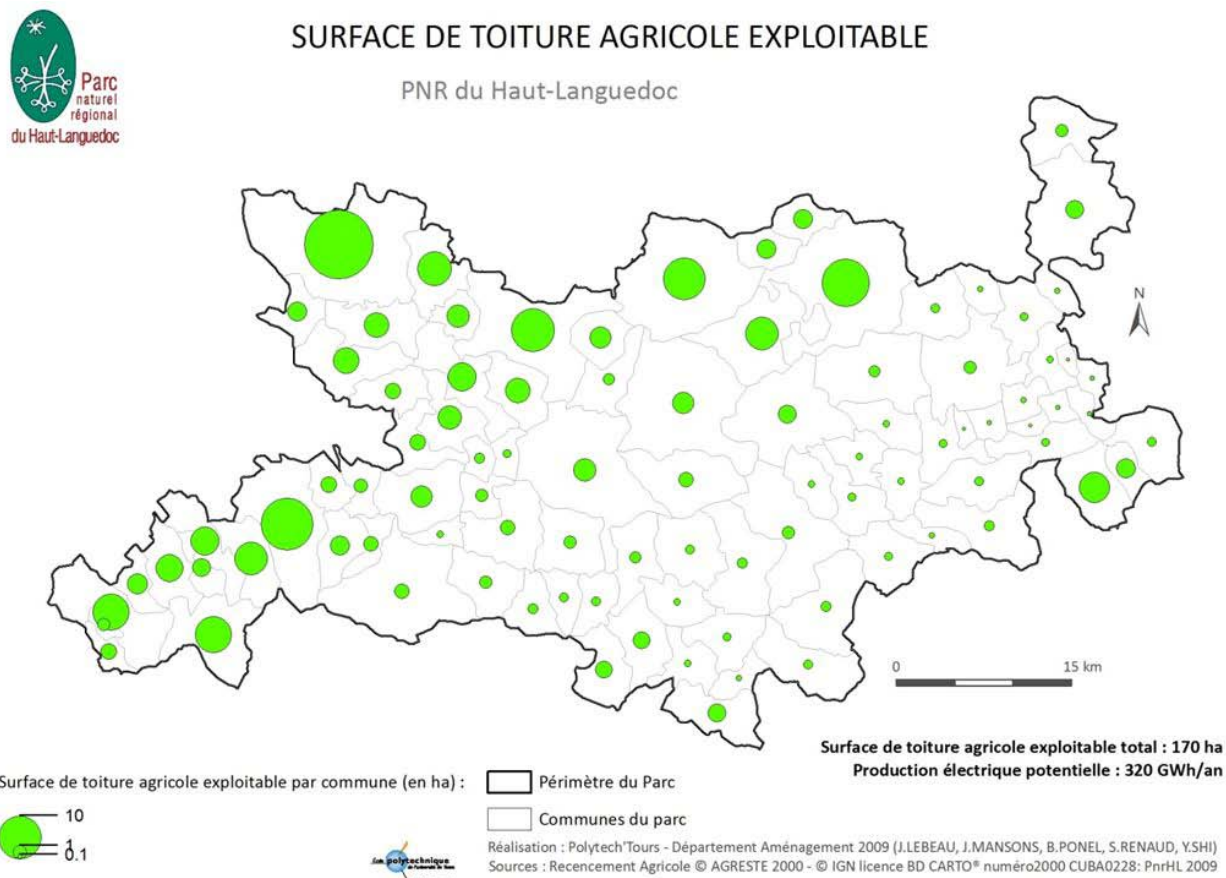 SURFACE DE TOITURE AGRICOLE EXPLOITABLE
PNR du Haut-Languedoc
Parc
naturel
régional
du Haut-Languedoc
N
0 15 km
Surface de toiture agricole exploitable total : 170 ha
Production électrique potentielle : 320 GWh/an
Surface de toiture agricole exploitable par commune (en ha) :
10
1
0.1
Périmètre du Parc
Communes du parc
polytechnique
Réalisation : Polytech'Tours - Département Aménagement 2009 (J.LEBEAU, J.MANSONS, B.PONEL, S.RENAUD, Y.SHI)
Sources : Recencement Agricole © AGRESTE 2000 - © IGN licence BD CARTO® numéro2000 CUBA0228: PnrHL 2009